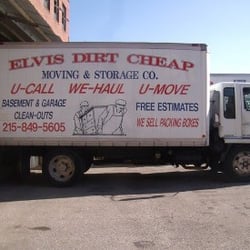 ELVIS DIRT CHEAP
MOVING & STORAGE CO.
U-CALL WE-HAUL U-MOVE
BASEMENT & GARAGE
CLEAN-OUTS
215-849-5605
FREE ESTIMATES
WE SELL PACKING BOXES